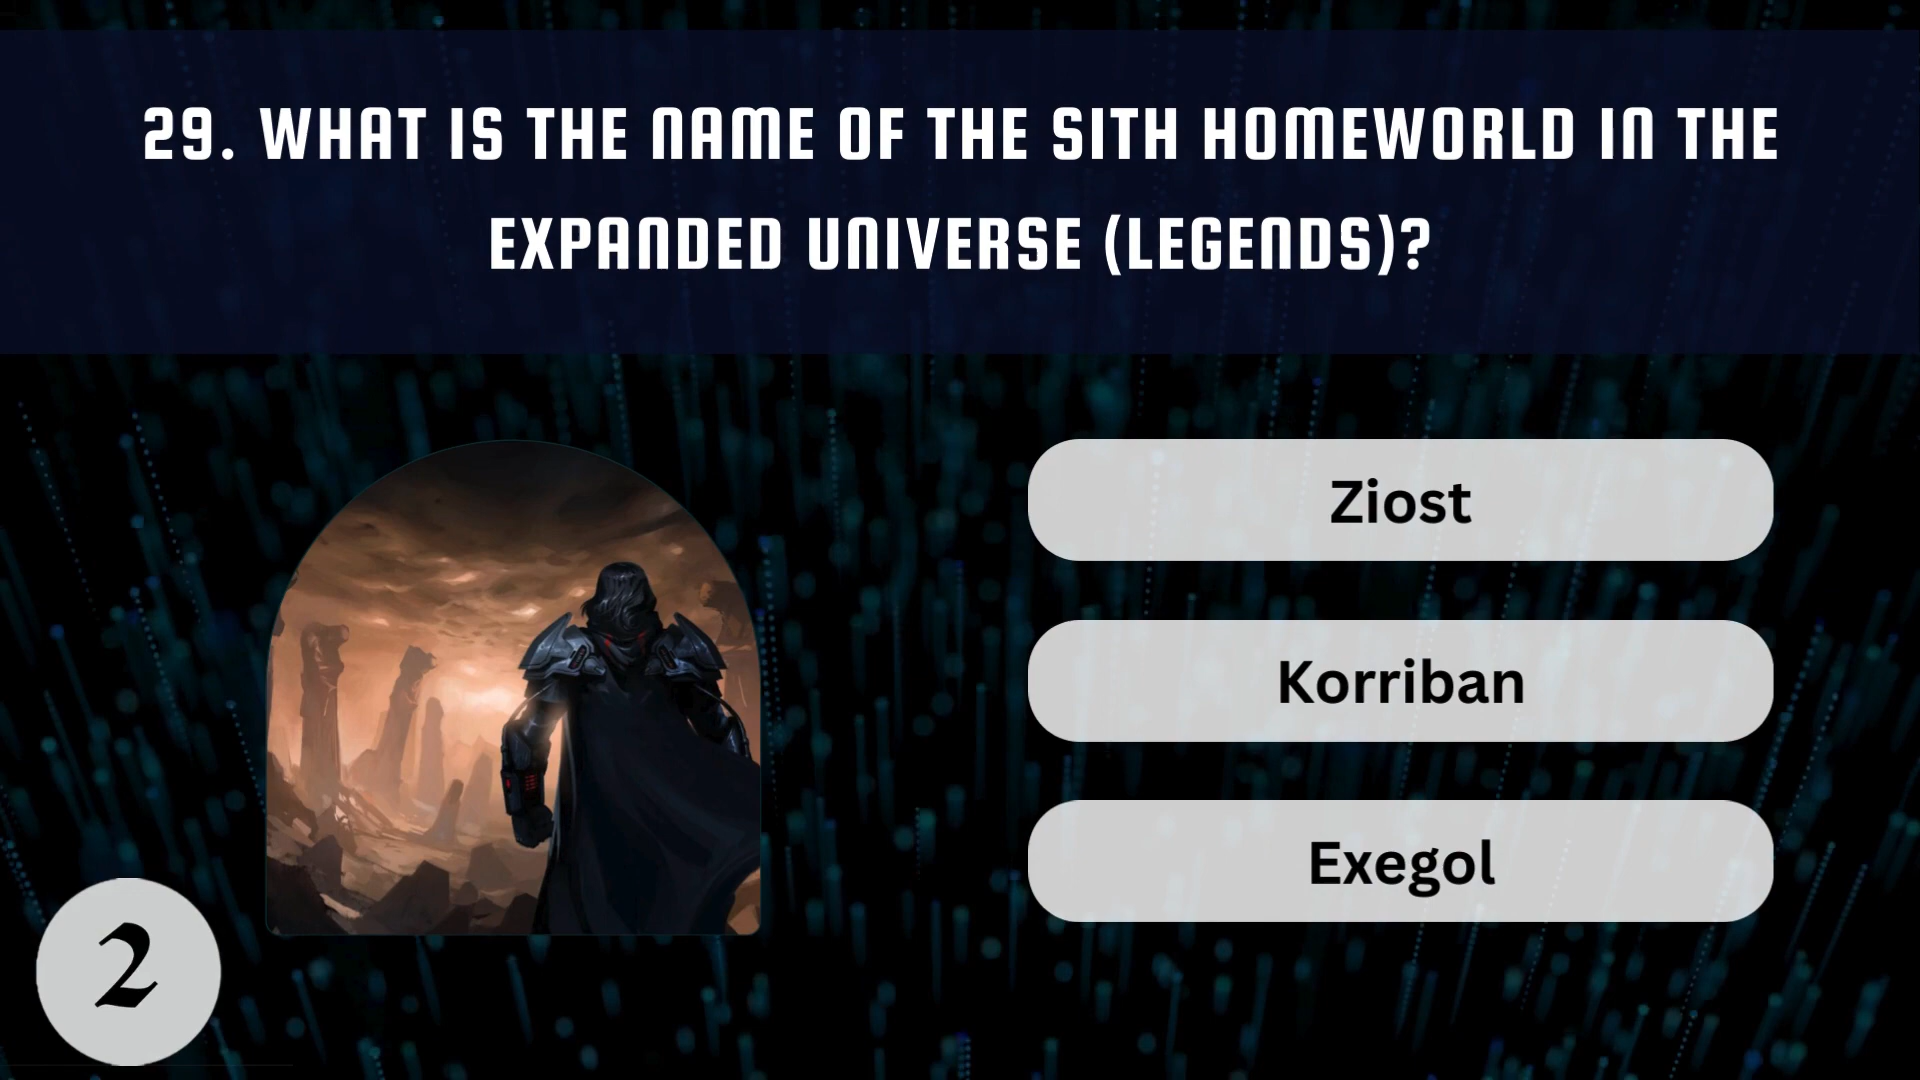 29. WHAT IS THE NAME OF THE SITH HOMEWORLD IN THE
EXPANDED UNIVERSE (LEGENDS)?
Ziost
Korriban
Exegol
2